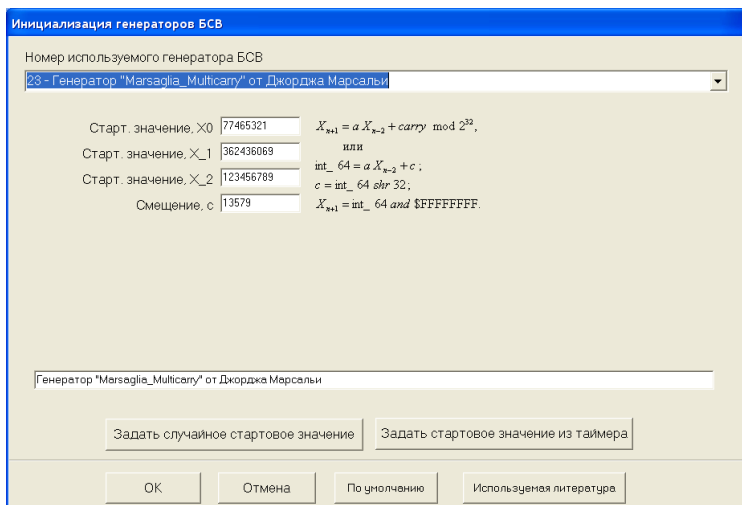 Инициализация генераторов БСВ
Номер используемого генератора БСВ
23 - Генератор "Marsaglia_Multicarry" от Джорджа Марсальи
Старт. значение, X0 77465321
Старт. значение, X_1 362436069
Старт. значение, X_2 123456789
Смещение, c 13579
Xₙ₊₁ = a Xₙ₋₂ + carry mod 2³²,
или
int_ 64 = a Xₙ₋₂ + c ;
c = int_ 64 shr 32 ;
Xₙ₊₁ = int_ 64 and $FFFFFFFF.
Генератор "Marsaglia_Multicarry" от Джорджа Марсальи
Задать случайное стартовое значение
Задать стартовое значение из таймера
OK
Отмена
По умолчанию
Используемая литература